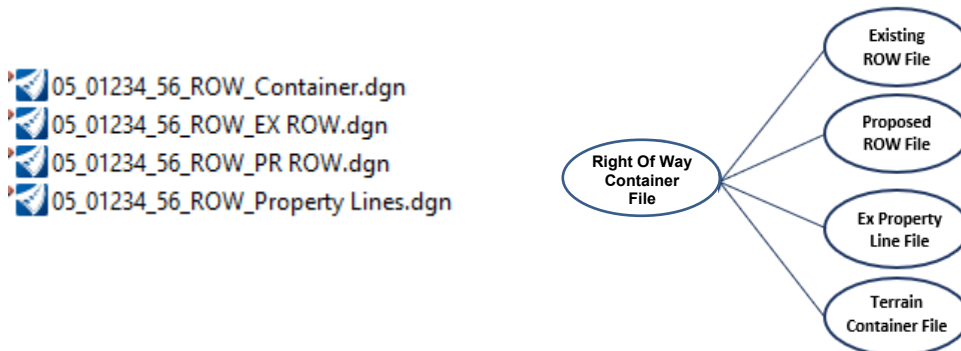 05_01234_56_ROW_Container.dgn
05_01234_56_ROW_EX ROW.dgn
05_01234_56_ROW_PR ROW.dgn
05_01234_56_ROW_Property Lines.dgn
Right Of Way
Container
File
Existing
ROW File
Proposed
ROW File
Ex Property
Line File
Terrain
Container File